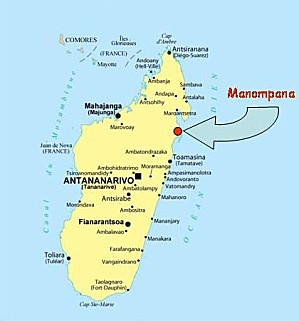 Cap
d'Ambre
COMORES
Îles
Glorieuses
(FRANCE)
Antsiranana
(Diego-Suarez)
Andoany
(Hell-Ville)
Mayotte
(FRANCE)
Ambanja
Sambava
Andapa
Antalaha
Antsohihy
Manompana
Mahajanga
(Majunga)
Maroantsetra
Marovoay
Canal de Mozambique
Juan de Nova
(FRANCE)
Ambatondrazaka
Toamasina
(Tamatave)
Ambohidratrimo
Tsiroanomandidy
Moramanga
Ampasimanolotra
ANTANANARIVO
(Tananarive)
Andovoranto
Vatomandry
Ambatolampy
Antsirabe
Mahanoro
Morondava
Ambositra
OCÉAN
Fianarantsoa
Mananjary
Ambalavao
Manakara
Farafangana
Toliara
(Tuléar)
Vangaindrano
Taolagnaro
(Fort Dauphin)
Cap Ste-Marie